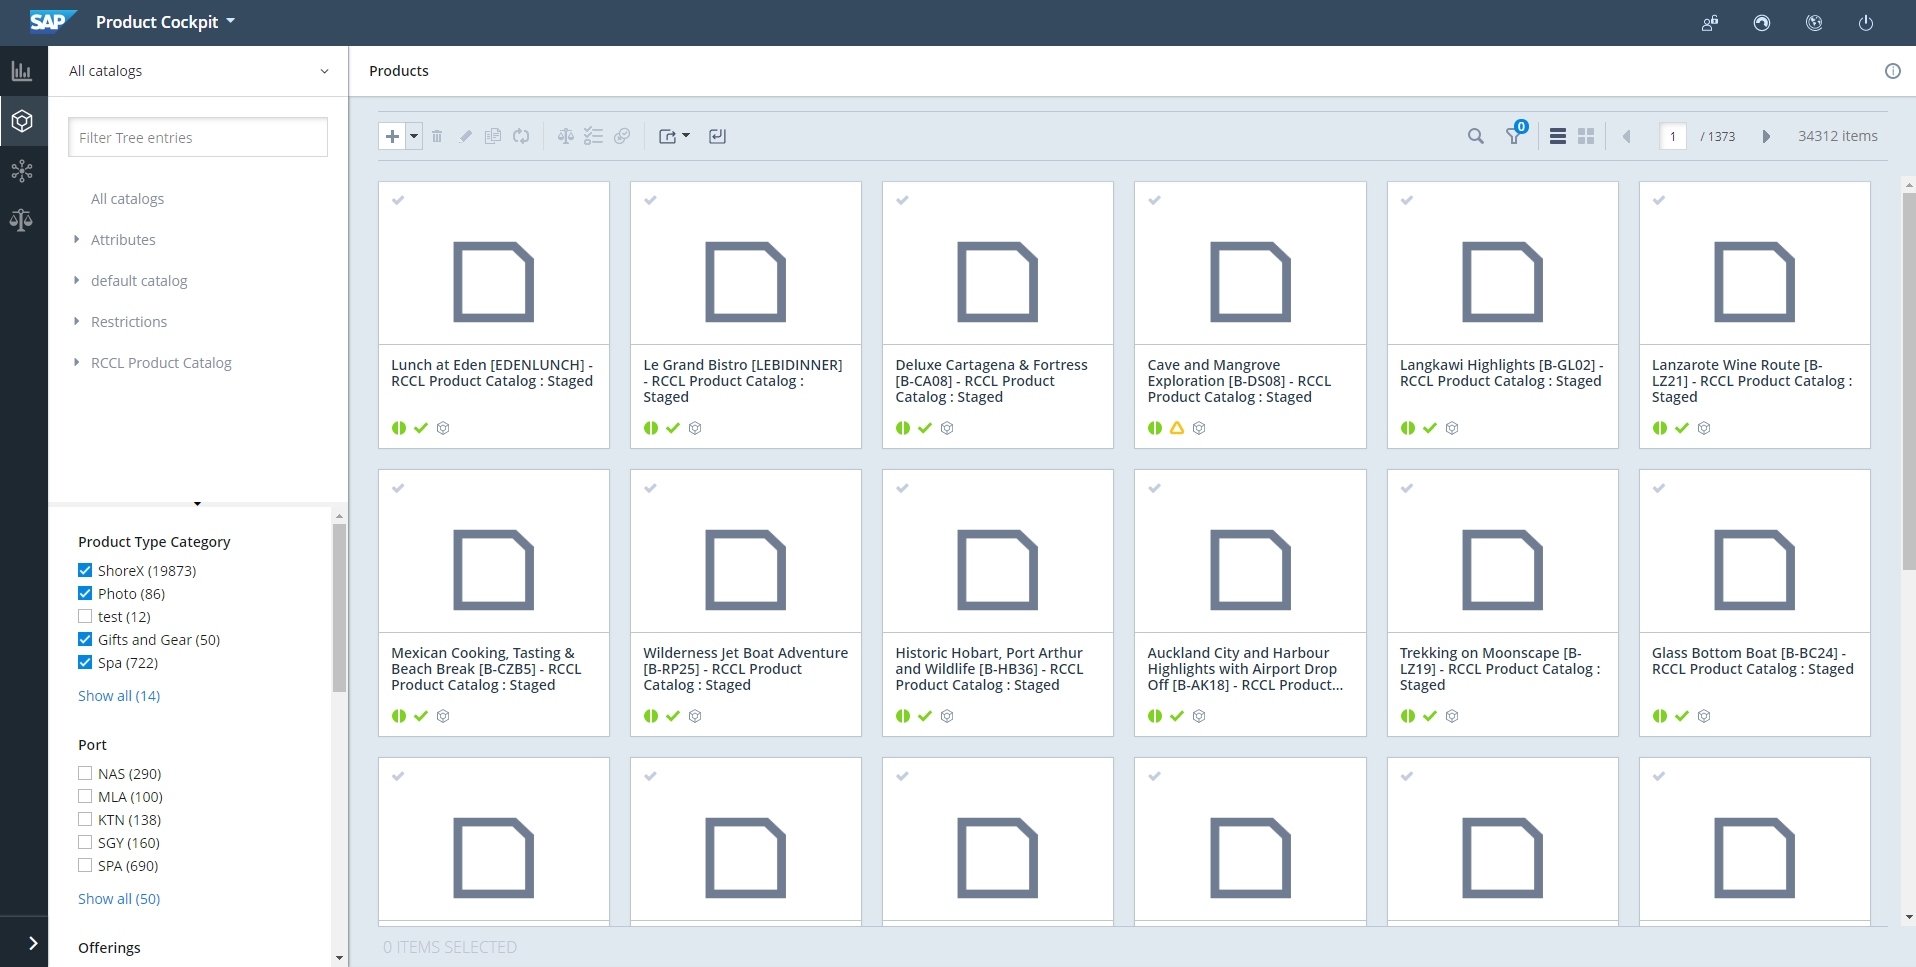 SAP Product Cockpit
All catalogs
Products
Filter Tree entries
All catalogs
Attributes
default catalog
Restrictions
RCCL Product Catalog
Product Type Category
ShoreX (19873)
Photo (86)
test (12)
Gifts and Gear (50)
Spa (722)
Show all (14)
Port
NAS (290)
MLA (100)
KTN (138)
SGY (160)
SPA (690)
Show all (50)
Offerings
0
1 / 1373
34312 items
Lunch at Eden [EDENLUNCH] -
RCCL Product Catalog : Staged
Le Grand Bistro [LEBIDINNER]
- RCCL Product Catalog :
Staged
Deluxe Cartagena & Fortress
[B-CA08] - RCCL Product
Catalog : Staged
Cave and Mangrove
Exploration [B-DS08] - RCCL
Product Catalog : Staged
Langkawi Highlights [B-GL02] -
RCCL Product Catalog : Staged
Lanzarote Wine Route [B-
LZ21] - RCCL Product Catalog :
Staged
Mexican Cooking, Tasting &
Beach Break [B-CZB5] - RCCL
Product Catalog : Staged
Wilderness Jet Boat Adventure
[B-RP25] - RCCL Product
Catalog : Staged
Historic Hobart, Port Arthur
and Wildlife [B-HB36] - RCCL
Product Catalog : Staged
Auckland City and Harbour
Highlights with Airport Drop
Off [B-AK18] - RCCL Product...
Trekking on Moonscape [B-
LZ19] - RCCL Product Catalog :
Staged
Glass Bottom Boat [B-BC24] -
RCCL Product Catalog : Staged
0 ITEMS SELECTED